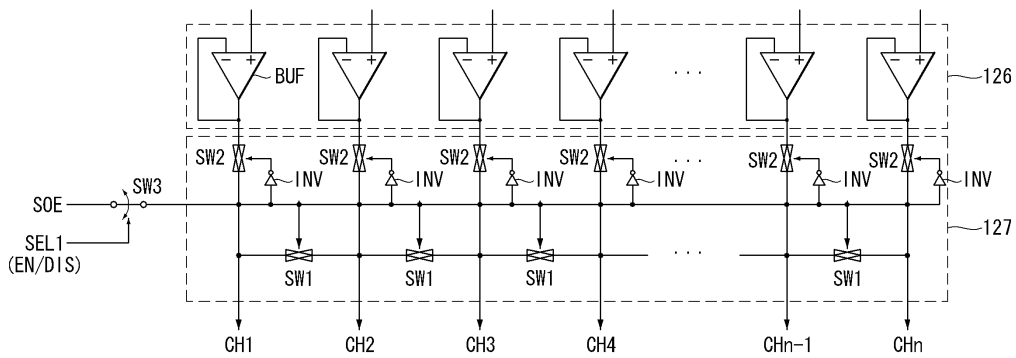 − + − + − + − + − + − +
BUF
· · ·
126
SW2 SW2 SW2 SW2 · · · SW2 SW2
INV INV INV INV INV INV
SW3
SOE
SEL1
(EN/DIS)
127
SW1 SW1 SW1 · · · SW1
CH1 CH2 CH3 CH4 CHn-1 CHn